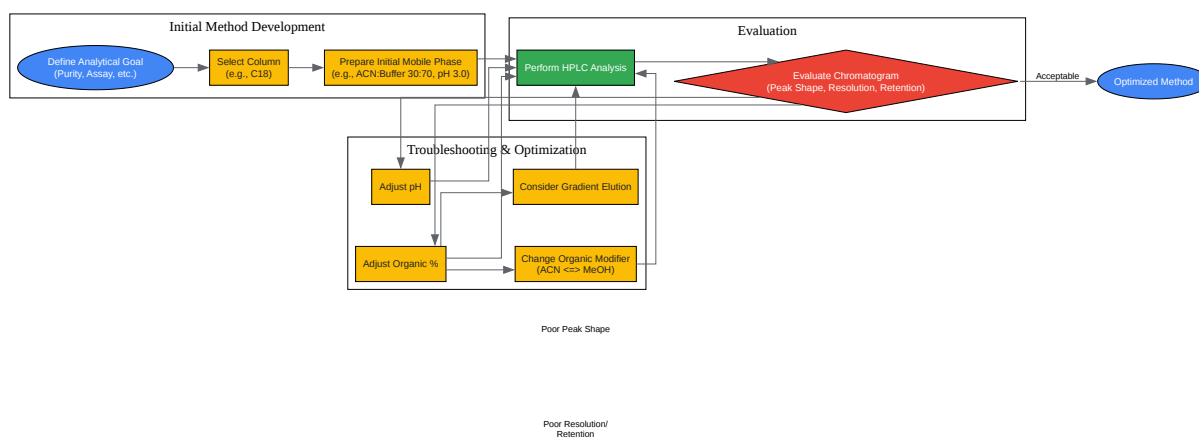 Initial Method Development
Define Analytical Goal
(Purity, Assay, etc.)
Select Column
(e.g., C18)
Prepare Initial Mobile Phase
(e.g., ACN:Buffer 30:70, pH 3.0)
Evaluation
Perform HPLC Analysis
Evaluate Chromatogram
(Peak Shape, Resolution, Retention)
Acceptable
Optimized Method
Troubleshooting & Optimization
Adjust pH
Consider Gradient Elution
Adjust Organic %
Change Organic Modifier
(ACN <=> MeOH)
Poor Peak Shape
Poor Resolution/
Retention